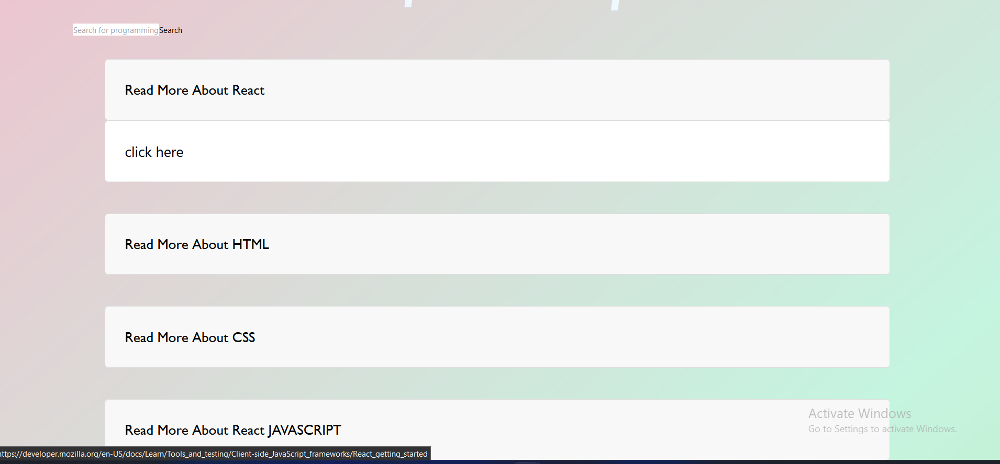 Search for programming Search
Read More About React
click here
Read More About HTML
Read More About CSS
Read More About React JAVASCRIPT
Activate Windows
Go to Settings to activate Windows.
https://developer.mozilla.org/en-US/docs/Learn/Tools_and_testing/Client-side_JavaScript_frameworks/React_getting_started